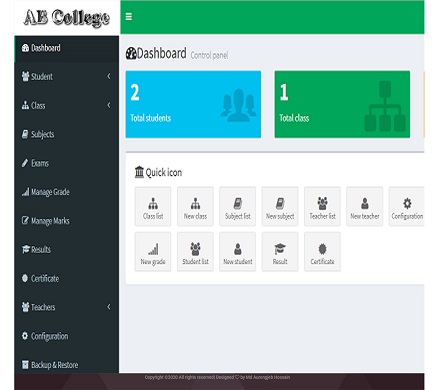 AB College
Dashboard
Student
Class
Subjects
Exams
Manage Grade
Manage Marks
Results
Certificate
Teachers
Configuration
Backup & Restore
Dashboard Control panel
2
Total students
1
Total class
Quick icon
Class list New class Subject list New subject Teacher list New teacher Configuration
New grade Student list New student Result Certificate
Copyright ©2020 All rights reserved| Designed ♡ by Md Aurangjeb Hossain